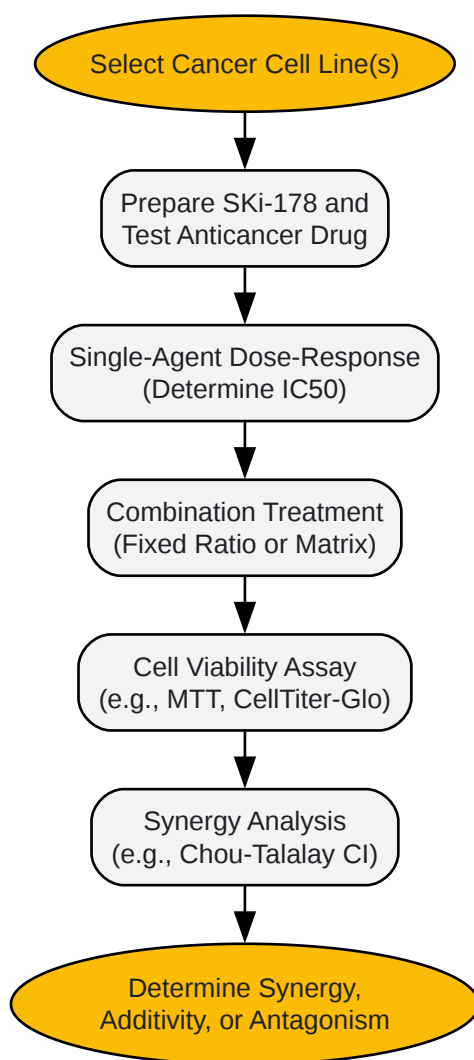 Select Cancer Cell Line(s)
Prepare SKi-178 and
Test Anticancer Drug
Single-Agent Dose-Response
(Determine IC50)
Combination Treatment
(Fixed Ratio or Matrix)
Cell Viability Assay
(e.g., MTT, CellTiter-Glo)
Synergy Analysis
(e.g., Chou-Talalay CI)
Determine Synergy,
Additivity, or Antagonism